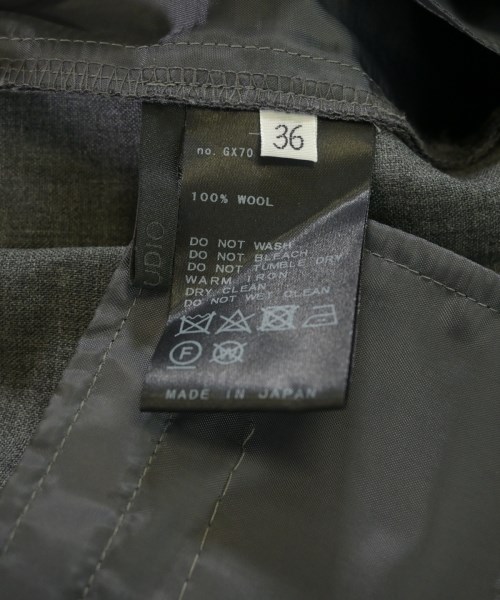 36
no. GX70
100% WOOL
DO NOT WASH
DO NOT BLEACH
DO NOT TUMBLE DRY
WARM IRON
DRY CLEAN
DO NOT WET CLEAN
F
W
MADE IN JAPAN
UDIO